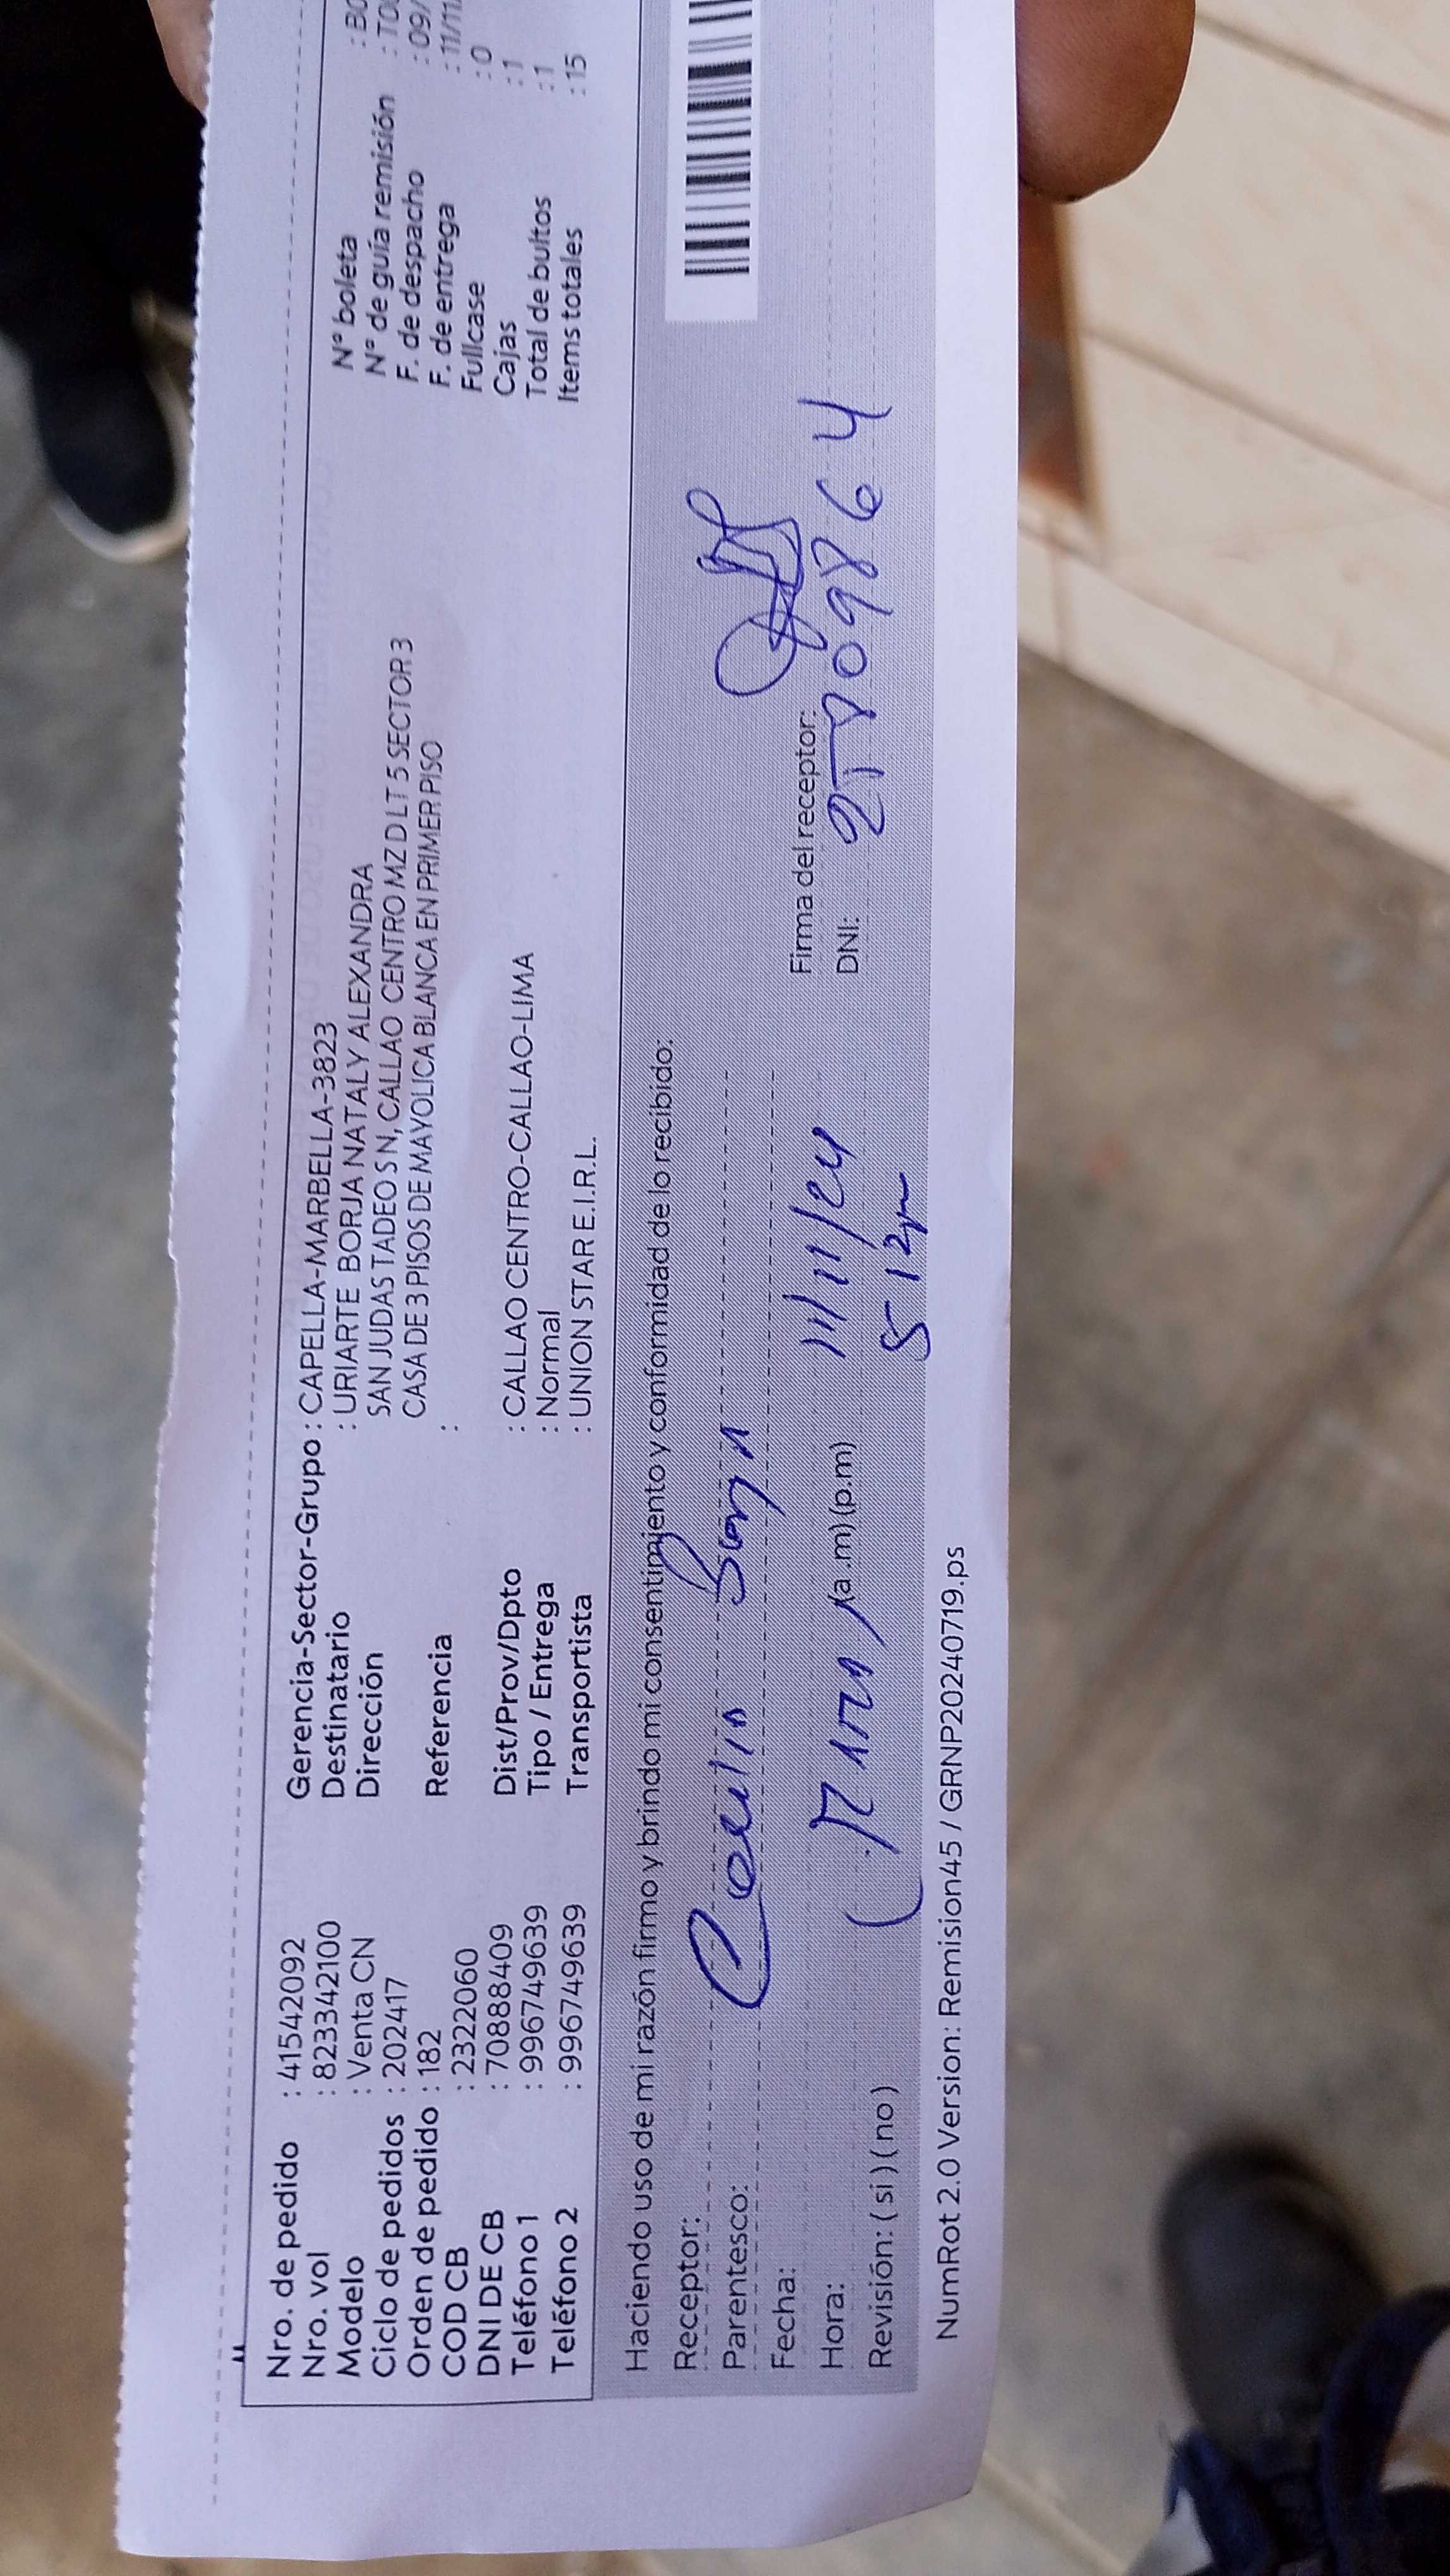 Nro. de pedido : 41542092
Nro. vol : 823342100
Modelo : Venta CN
Ciclo de pedidos : 202417
Orden de pedido : 182
COD CB : 2322060
DNI DE CB : 70888409
Teléfono 1 : 996749639
Teléfono 2 : 996749639
Gerencia-Sector-Grupo : CAPELLA-MARBELLA-3823
Destinatario : URIARTE BORJA NATALY ALEXANDRA
Dirección SAN JUDAS TADEO S N, CALLAO CENTRO MZ D LT 5 SECTOR 3
CASA DE 3 PISOS DE MAYOLICA BLANCA EN PRIMER PISO
Referencia :
Dist/Prov/Dpto : CALLAO CENTRO-CALLAO-LIMA
Tipo / Entrega : Normal
Transportista : UNION STAR E.I.R.L.
N° boleta
N° de guía remisión
F. de despacho : 09/
F. de entrega : 11/11
Fullcase : 0
Cajas : 1
Total de bultos : 1
Items totales : 15
Haciendo uso de mi razón firmo y brindo mi consentimiento y conformidad de lo recibido:
Receptor:
Parentesco:
Fecha:
Hora: (a.m) (p.m)
Revisión: ( si ) ( no )
11/11/24
Firma del receptor:
DNI:
NumRot 2.0 Version: Remision45 / GRNP20240719.ps